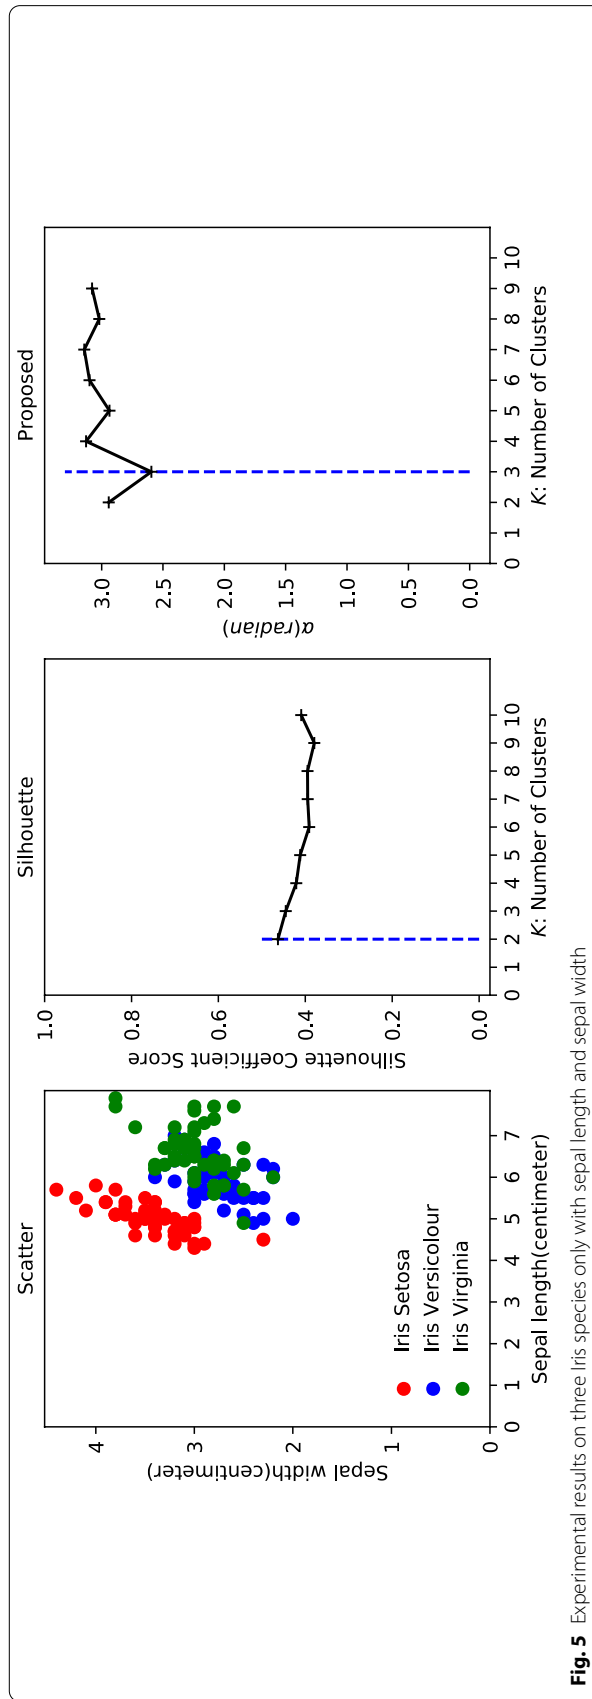 Scatter
Sepal width(centimeter)
4
3
2
1
0
0 1 2 3 4 5 6 7
Sepal length(centimeter)
Iris Setosa
Iris Versicolour
Iris Virginia
Silhouette
Silhouette Coefficient Score
1.0
0.8
0.6
0.4
0.2
0.0
0 1 2 3 4 5 6 7 8 9 10
K: Number of Clusters
Proposed
α(radian)
3.0
2.5
2.0
1.5
1.0
0.5
0.0
0 1 2 3 4 5 6 7 8 9 10
K: Number of Clusters
Fig. 5 Experimental results on three Iris species only with sepal length and sepal width